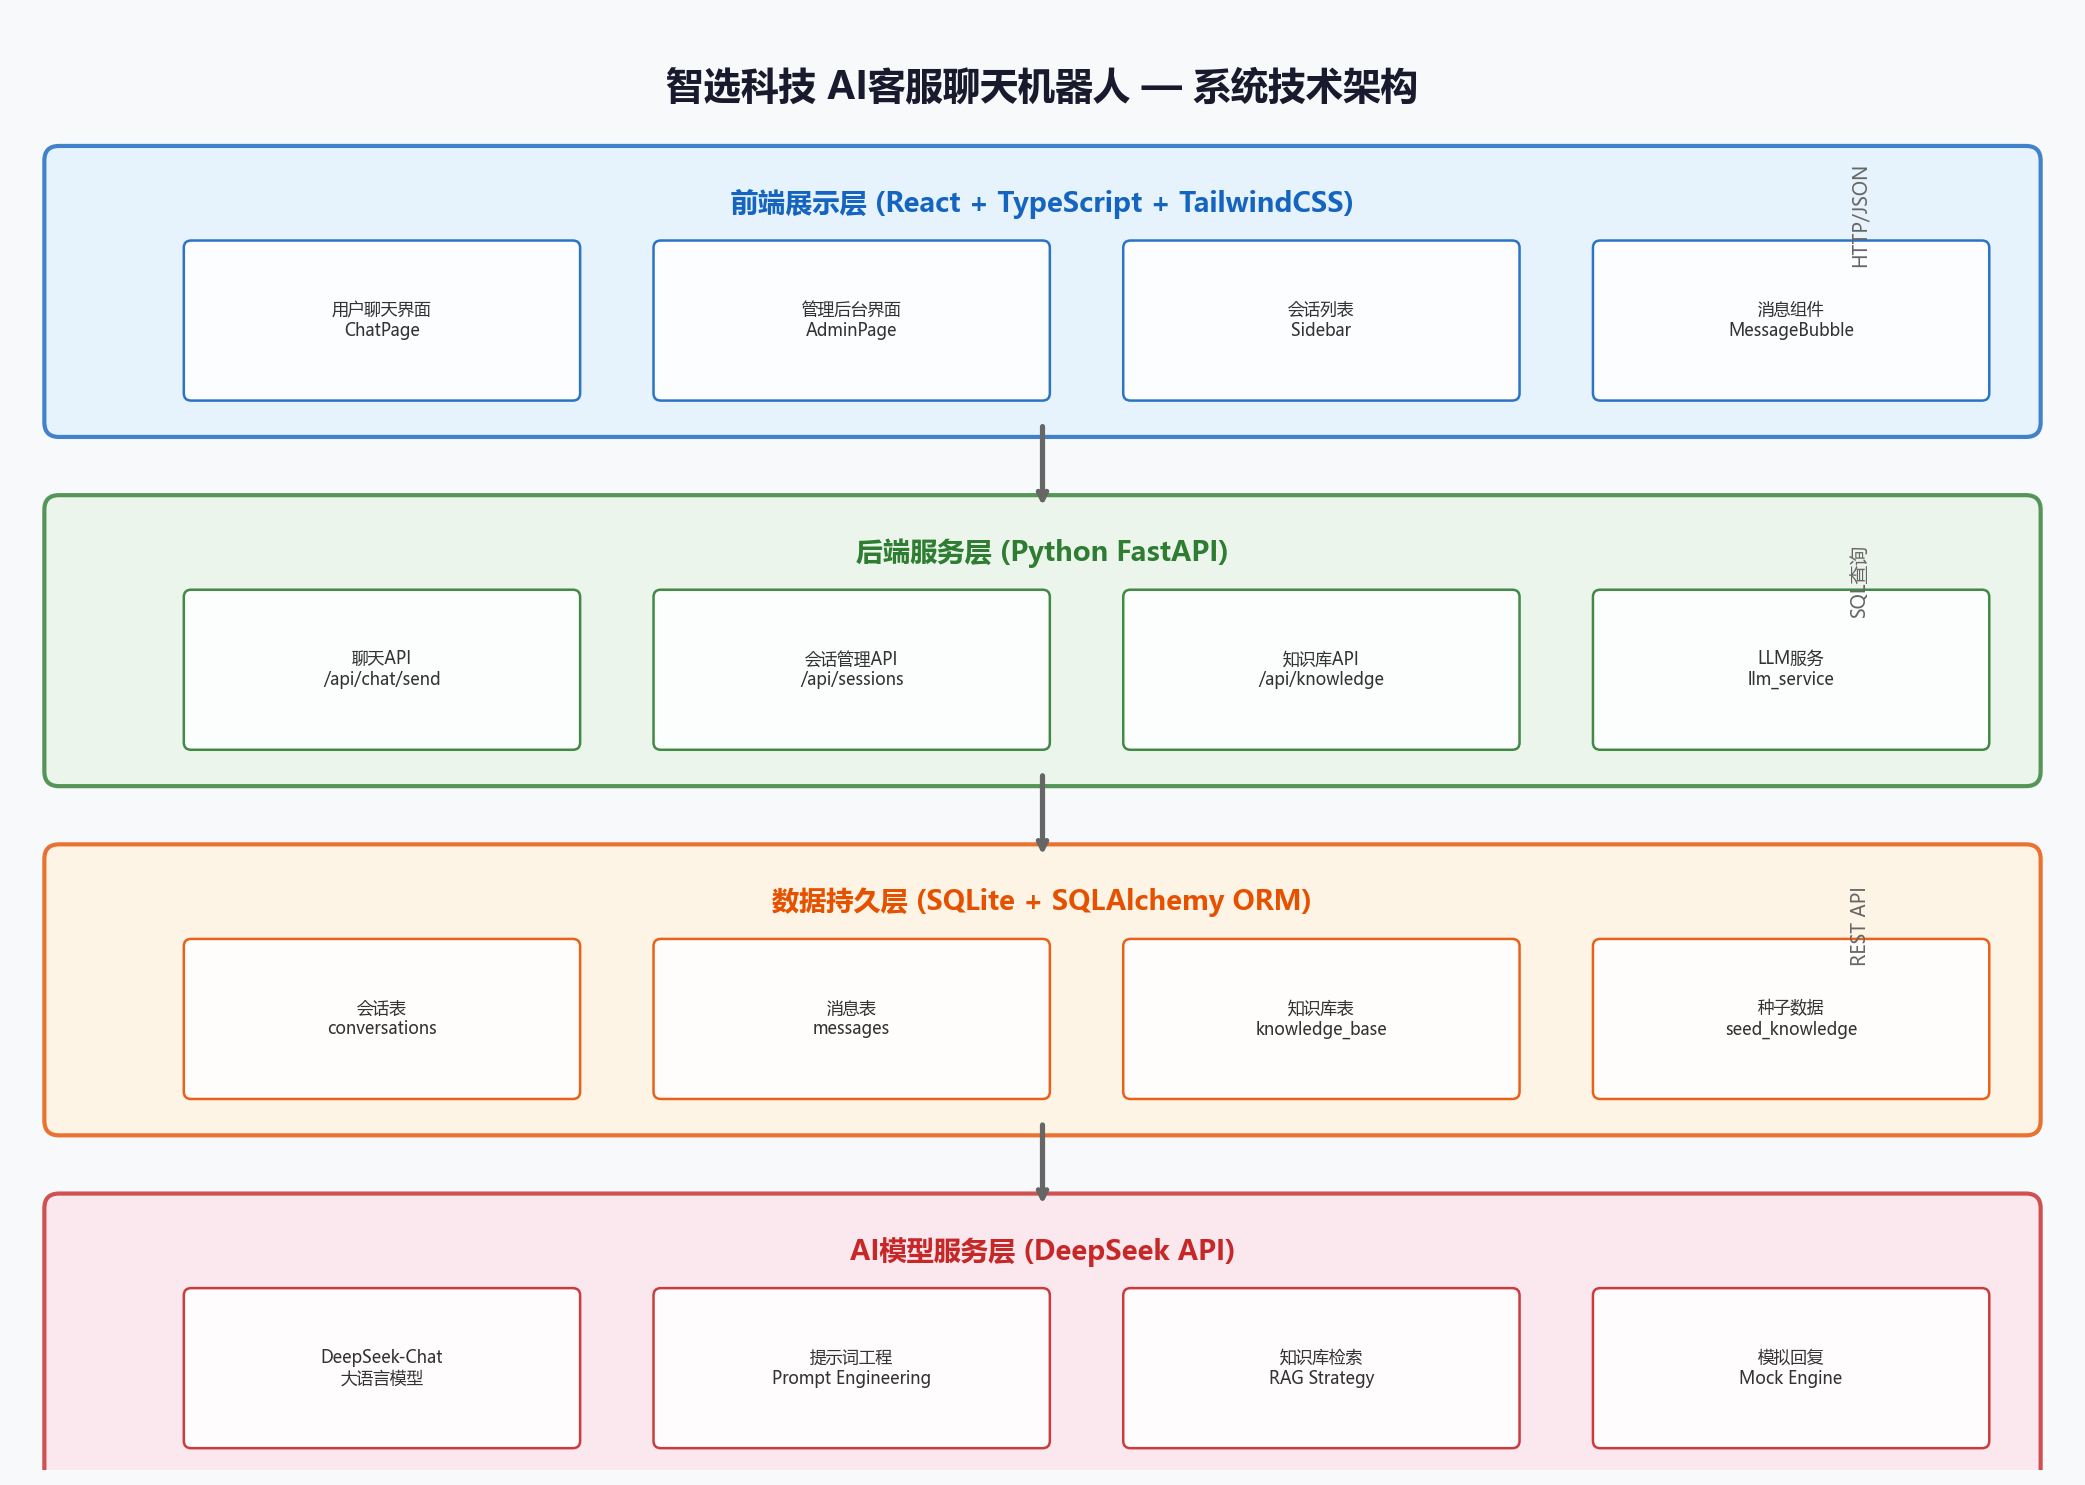 智选科技 AI客服聊天机器人 — 系统技术架构
前端展示层 (React + TypeScript + TailwindCSS)
HTTP/JSON
用户聊天界面
ChatPage
管理后台界面
AdminPage
会话列表
Sidebar
消息组件
MessageBubble
后端服务层 (Python FastAPI)
SQL查询
聊天API
/api/chat/send
会话管理API
/api/sessions
知识库API
/api/knowledge
LLM服务
llm_service
数据持久层 (SQLite + SQLAlchemy ORM)
REST API
会话表
conversations
消息表
messages
知识库表
knowledge_base
种子数据
seed_knowledge
AI模型服务层 (DeepSeek API)
DeepSeek-Chat
大语言模型
提示词工程
Prompt Engineering
知识库检索
RAG Strategy
模拟回复
Mock Engine